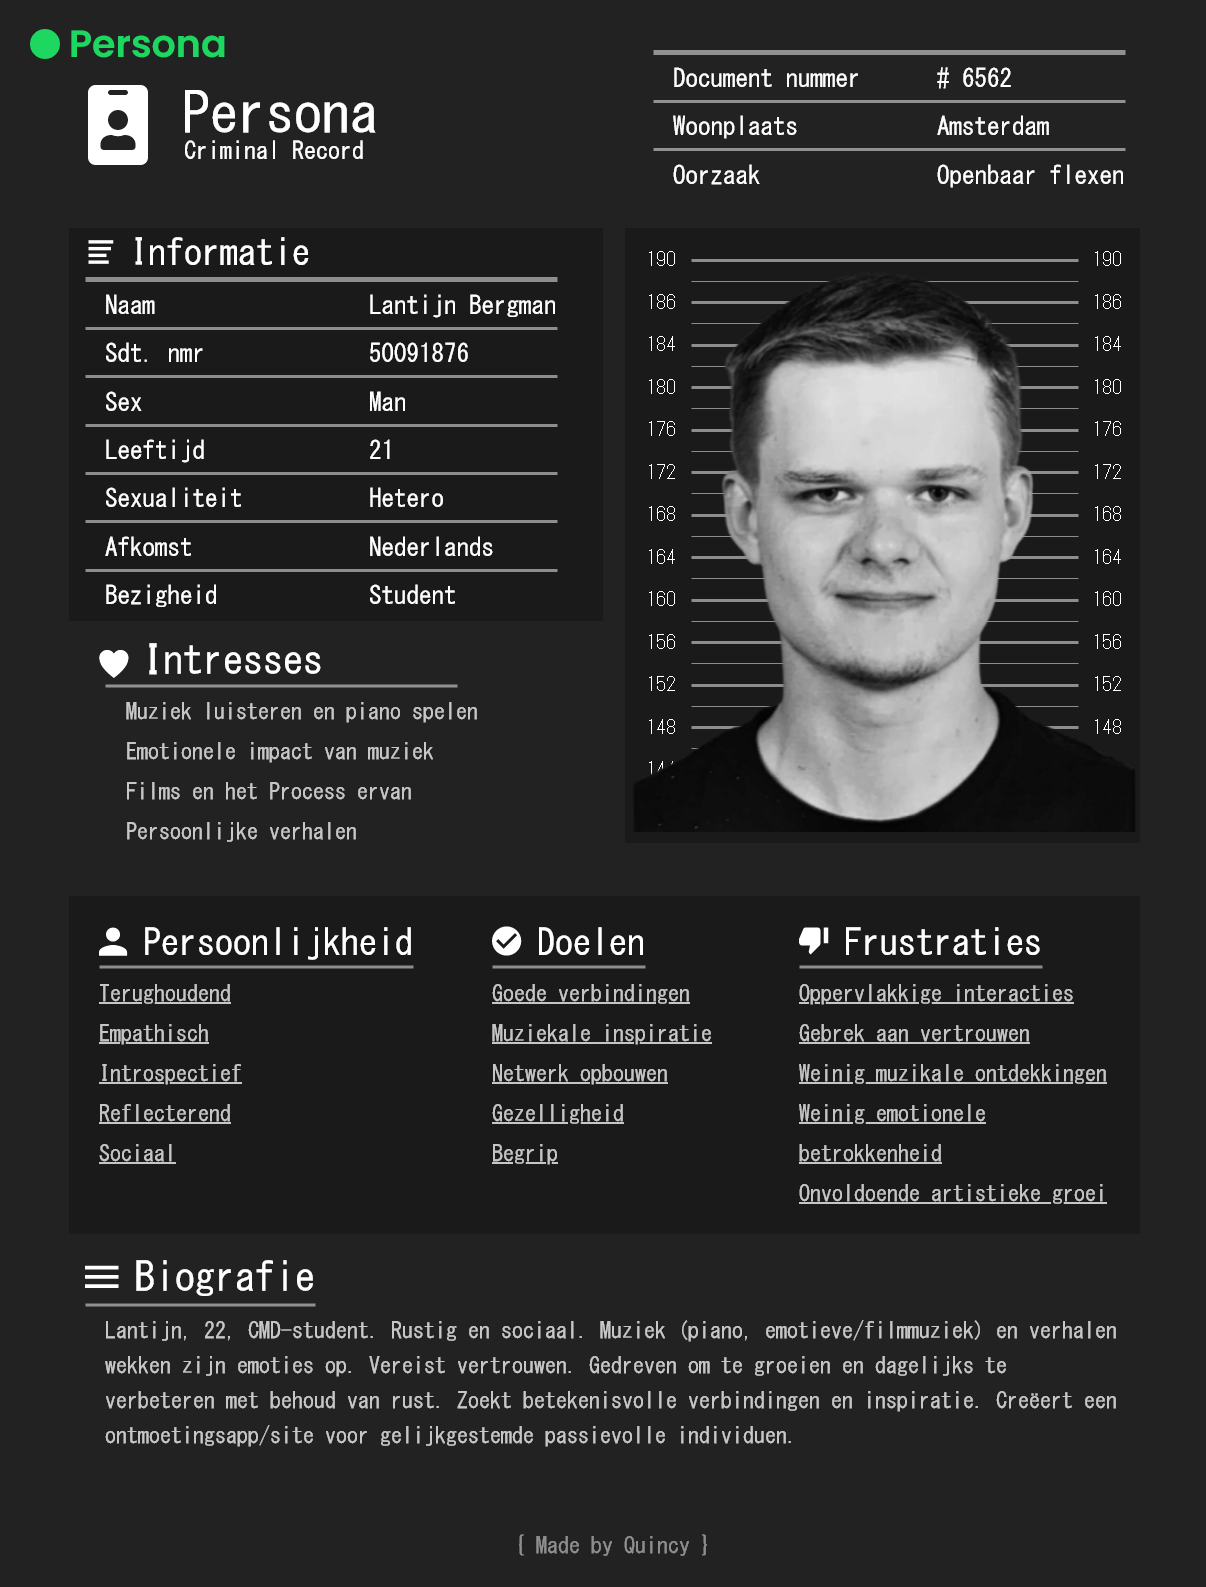 Persona
Persona
Criminal Record
Document nummer # 6562
Woonplaats Amsterdam
Oorzaak Openbaar flexen
Informatie
Naam Lantijn Bergman
Sdt. nmr 50091876
Sex Man
Leeftijd 21
Sexualiteit Hetero
Afkomst Nederlands
Bezigheid Student
190 190
186 186
184 184
180 180
176 176
172 172
168 168
164 164
160 160
156 156
152 152
148 148
Intresses
Muziek luisteren en piano spelen
Emotionele impact van muziek
Films en het Process ervan
Persoonlijke verhalen
Persoonlijkheid
Terughoudend
Empathisch
Introspectief
Reflecterend
Sociaal
Doelen
Goede verbindingen
Muziekale inspiratie
Netwerk opbouwen
Gezelligheid
Begrip
Frustraties
Oppervlakkige interacties
Gebrek aan vertrouwen
Weinig muzikale ontdekkingen
Weinig emotionele
betrokkenheid
Onvoldoende artistieke groei
Biografie
Lantijn, 22, CMD-student. Rustig en sociaal. Muziek (piano, emotieve/filmmuziek) en verhalen
wekken zijn emoties op. Vereist vertrouwen. Gedreven om te groeien en dagelijks te
verbeteren met behoud van rust. Zoekt betekenisvolle verbindingen en inspiratie. Creëert een
ontmoetingsapp/site voor gelijkgestemde passievolle individuen.
{ Made by Quincy }